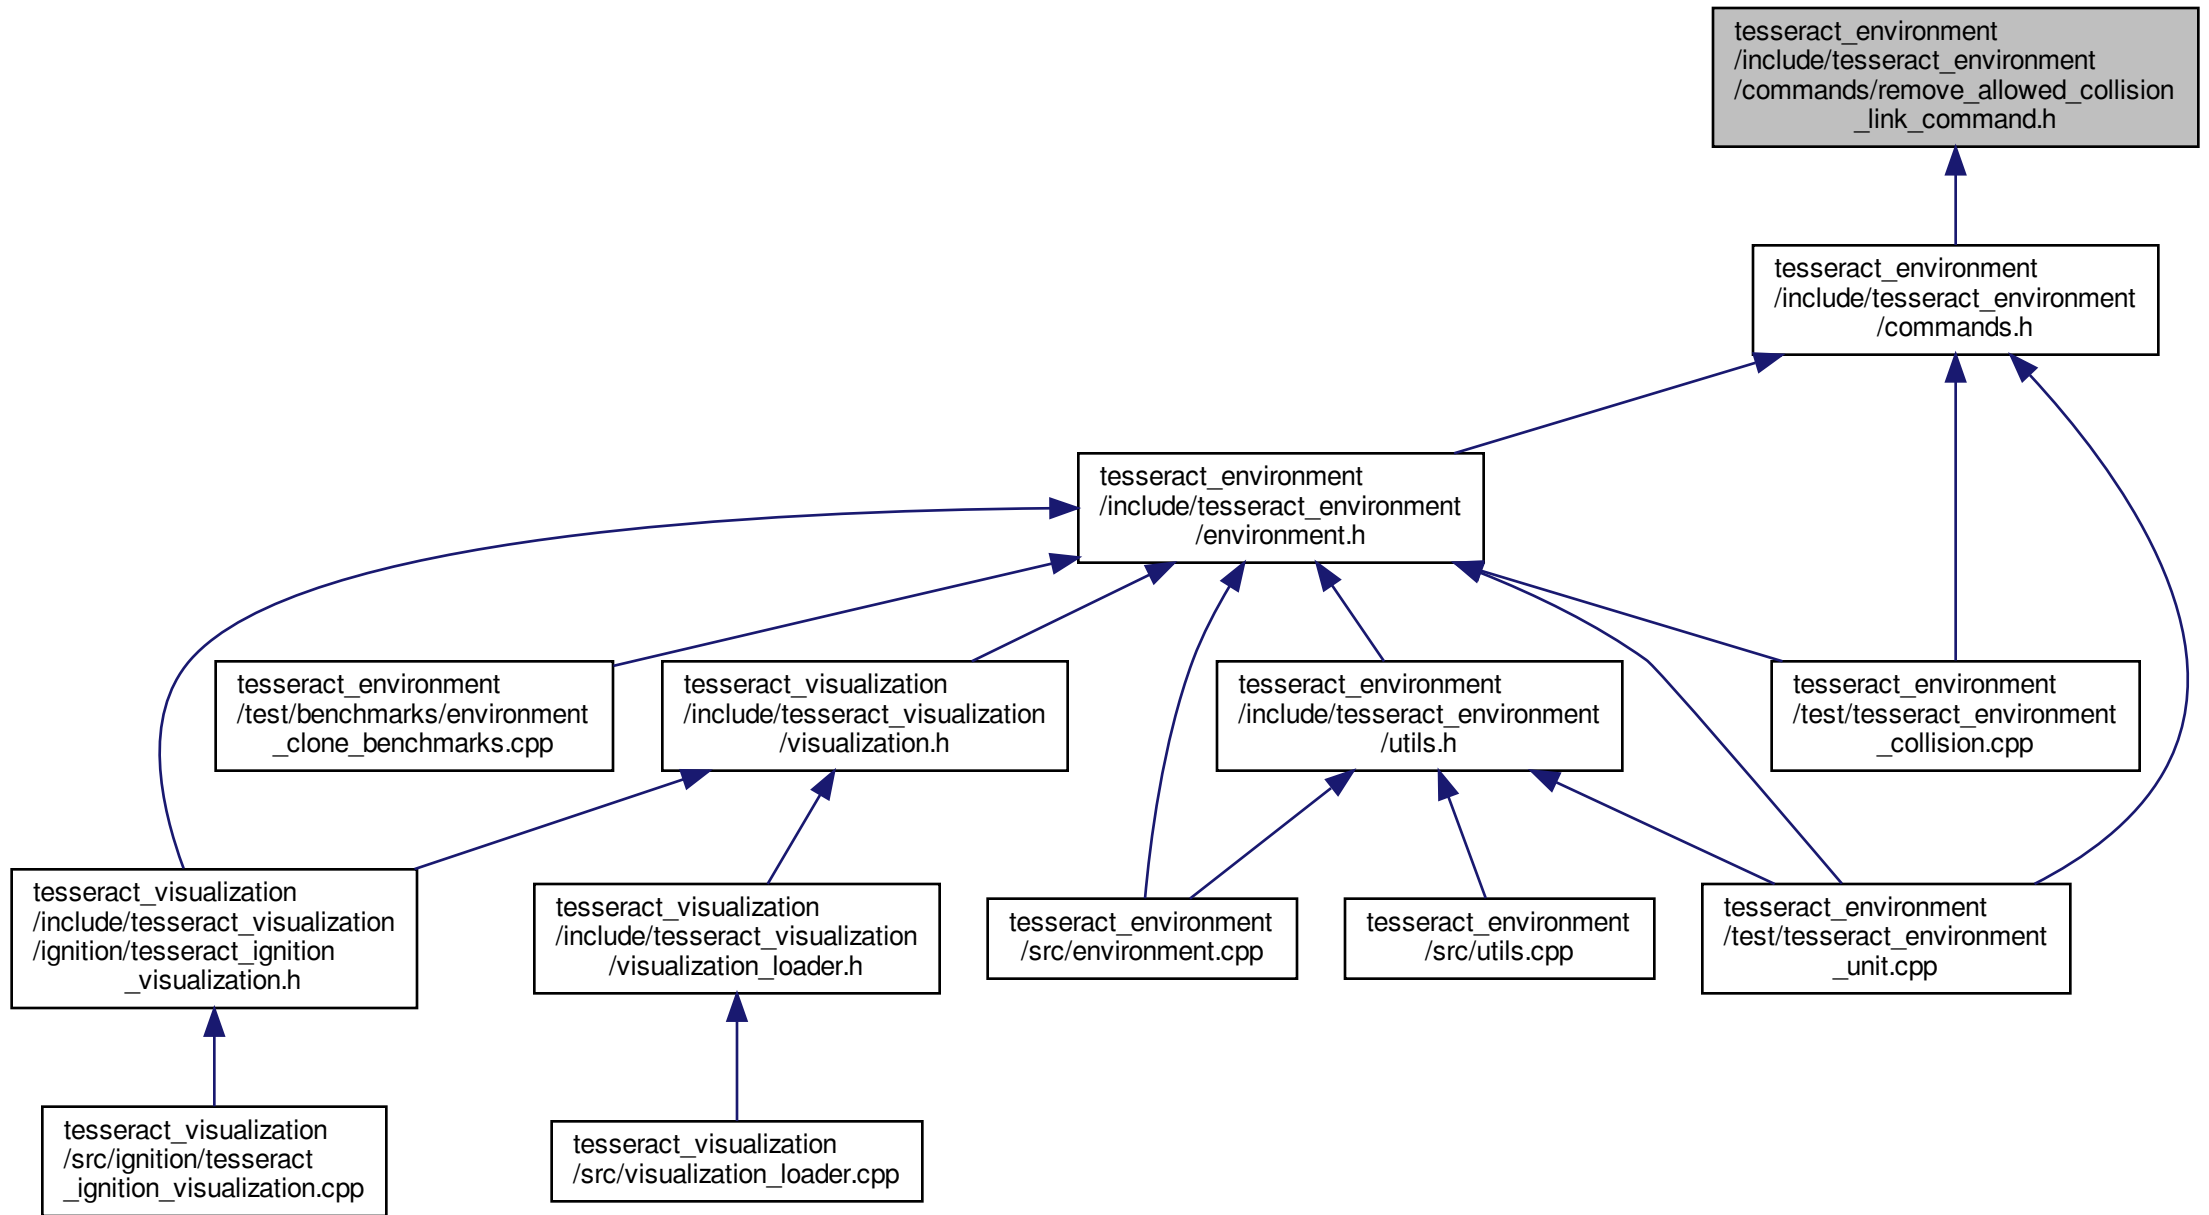 tesseract_environment
/include/tesseract_environment
/commands/remove_allowed_collision
_link_command.h
tesseract_environment
/include/tesseract_environment
/commands.h
tesseract_environment
/include/tesseract_environment
/environment.h
tesseract_environment
/test/benchmarks/environment
_clone_benchmarks.cpp
tesseract_visualization
/include/tesseract_visualization
/visualization.h
tesseract_environment
/include/tesseract_environment
/utils.h
tesseract_environment
/test/tesseract_environment
_collision.cpp
tesseract_visualization
/include/tesseract_visualization
/ignition/tesseract_ignition
_visualization.h
tesseract_visualization
/include/tesseract_visualization
/visualization_loader.h
tesseract_environment
/src/environment.cpp
tesseract_environment
/src/utils.cpp
tesseract_environment
/test/tesseract_environment
_unit.cpp
tesseract_visualization
/src/ignition/tesseract
_ignition_visualization.cpp
tesseract_visualization
/src/visualization_loader.cpp